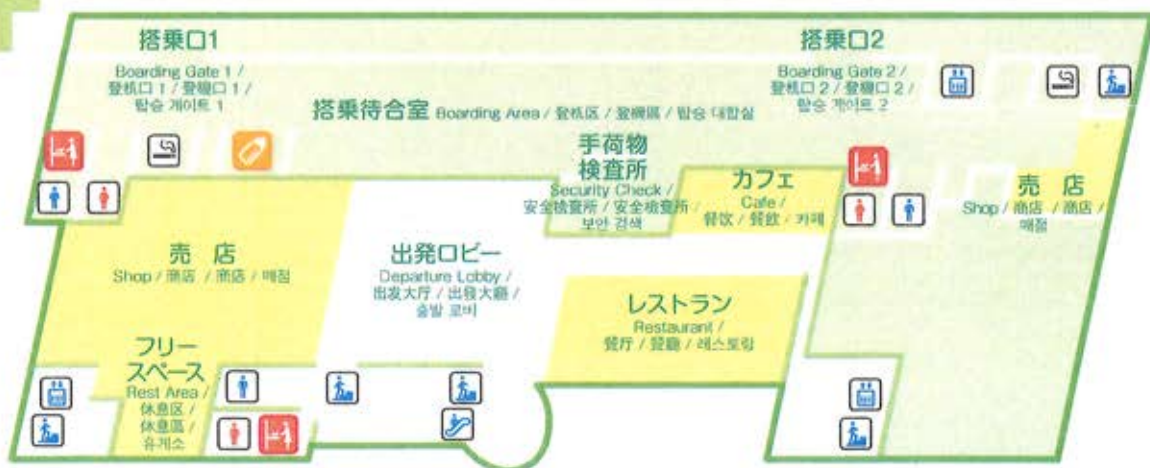 搭乗口1
Boarding Gate 1 /
登机口 1 / 登機口 1 /
탑승 게이트 1
搭乗口2
Boarding Gate 2 /
登机口 2 / 登機口 2 /
탑승 게이트 2
搭乗待合室 Boarding Area / 登机区 / 登機區 / 탑승 대합실
手荷物
検査所
Security Check /
安全检查所 / 安全檢查所 /
보안 검색
カフェ
Cafe /
餐饮 / 餐飲 / 카페
売 店
Shop / 商店 / 商店 /
매점
売 店
Shop / 商店 / 商店 / 매점
出発ロビー
Departure Lobby /
出发大厅 / 出發大廳 /
출발 로비
レストラン
Restaurant /
餐厅 / 餐廳 / 레스토랑
フリー
スペース
Rest Area /
休息区 /
休息區 /
휴게소